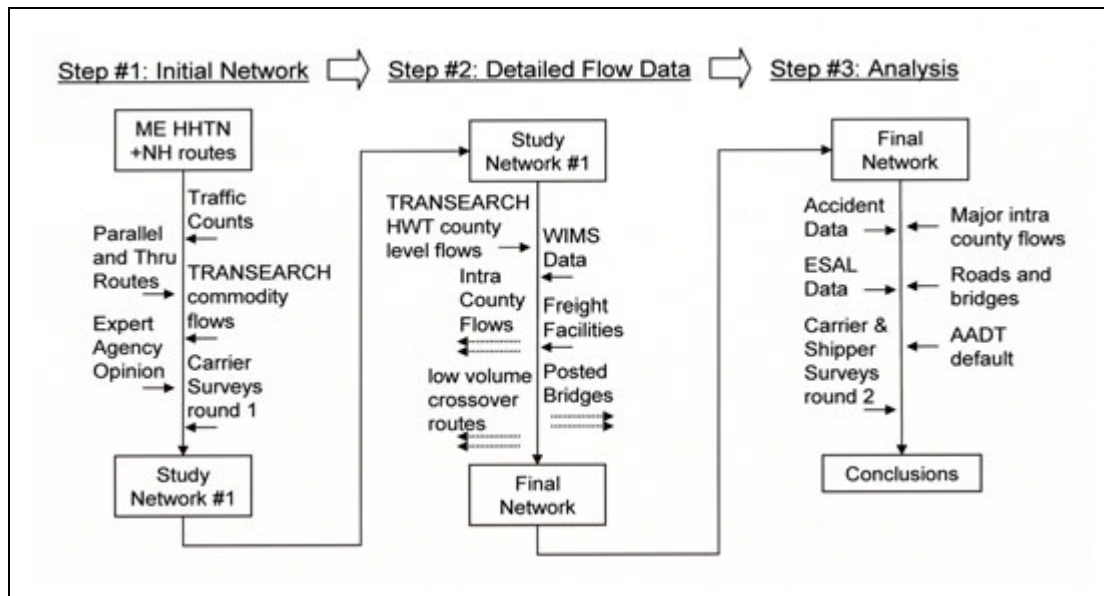 Step #1: Initial Network
Step #2: Detailed Flow Data
Step #3: Analysis
ME HHTN
+NH routes
Traffic
Counts
Parallel
and Thru
Routes
TRANSEARCH
commodity
flows
Expert
Agency
Opinion
Carrier
Surveys
round 1
Study
Network #1
Study
Network #1
TRANSEARCH
HWT county
level flows
WIMS
Data
Intra
County
Flows
Freight
Facilities
low volume
crossover
routes
Posted
Bridges
Final
Network
Final
Network
Accident
Data
Major intra
county flows
ESAL
Data
Roads and
bridges
Carrier &
Shipper
Surveys
round 2
AADT
default
Conclusions